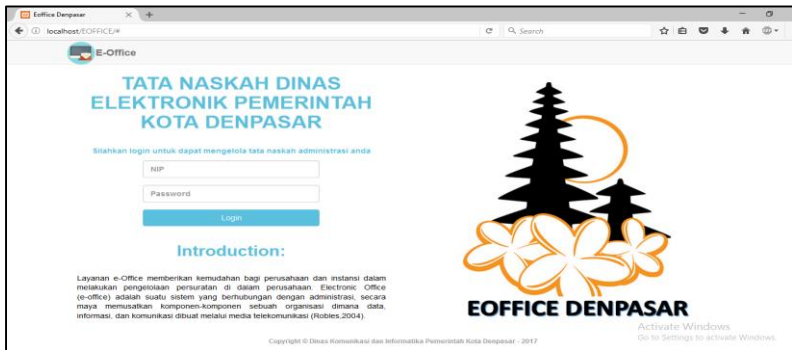 Eoffice Denpasar
localhost/EOFFICE/#
Search
E-Office
TATA NASKAH DINAS
ELEKTRONIK PEMERINTAH
KOTA DENPASAR
Silahkan login untuk dapat mengelola tata naskah administrasi anda
NIP
Password
Login
Introduction:
Layanan e-Office memberikan kemudahan bagi perusahaan dan instansi dalam
melakukan pengelolaan persuratan di dalam perusahaan. Electronic Office
(e-office) adalah suatu sistem yang berhubungan dengan administrasi, secara
maya memusatkan komponen-komponen sebuah organisasi dimana data,
informasi, dan komunikasi dibuat melalui media telekomunikasi (Robles,2004).
EOFFICE DENPASAR
Activate Windows
Go to Settings to activate Windows.
Copyright © Dinas Komunikasi dan Informatika Pemerintah Kota Denpasar - 2017